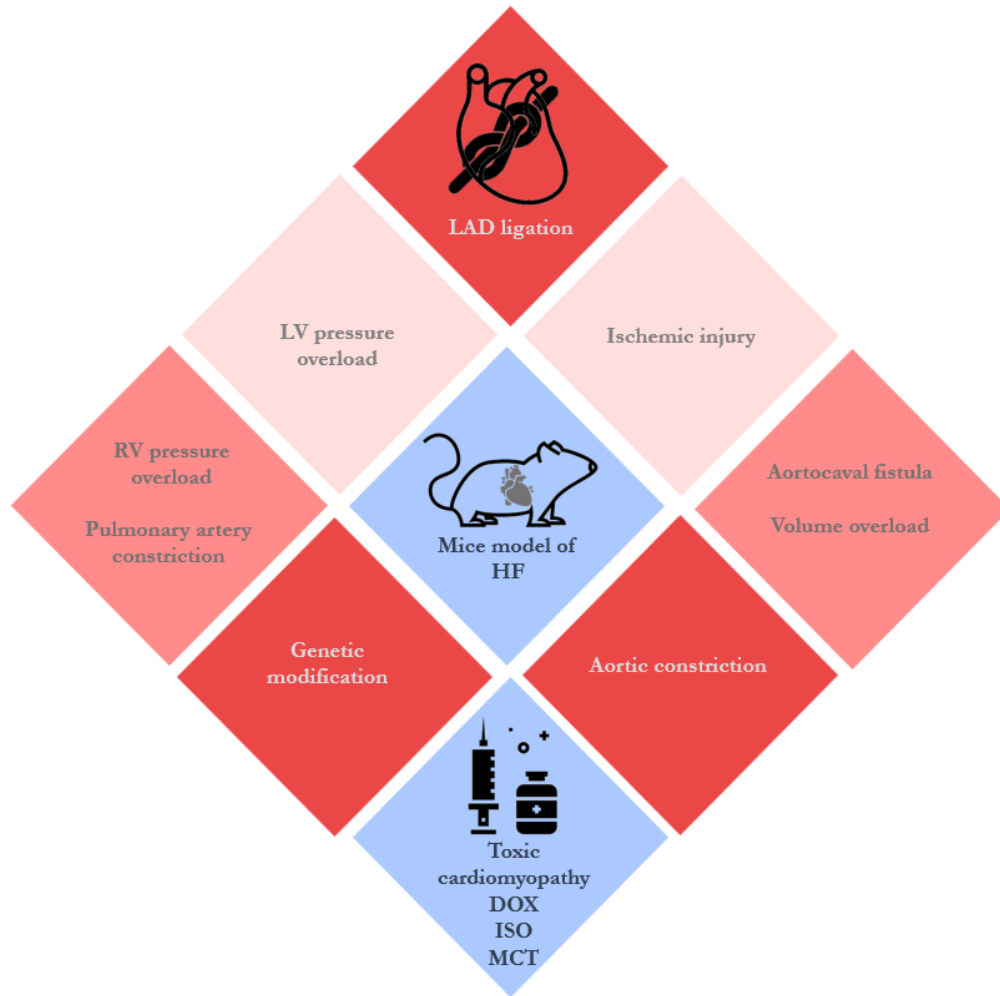 LAD ligation
LV pressure
overload
Ischemic injury
RV pressure
overload
Pulmonary artery
constriction
Mice model of
HF
Aortocaval fistula
Volume overload
Genetic
modification
Aortic constriction
Toxic
cardiomyopathy
DOX
ISO
MCT